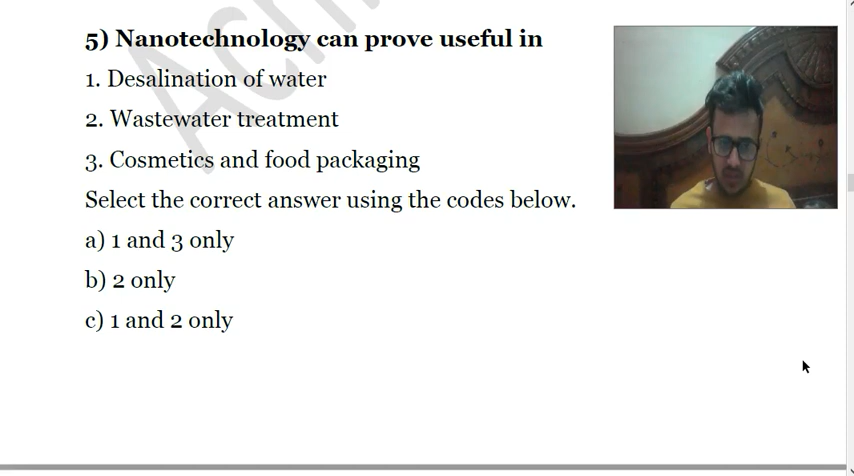 5) Nanotechnology can prove useful in
1. Desalination of water
2. Wastewater treatment
3. Cosmetics and food packaging
Select the correct answer using the codes below.
a) 1 and 3 only
b) 2 only
c) 1 and 2 only